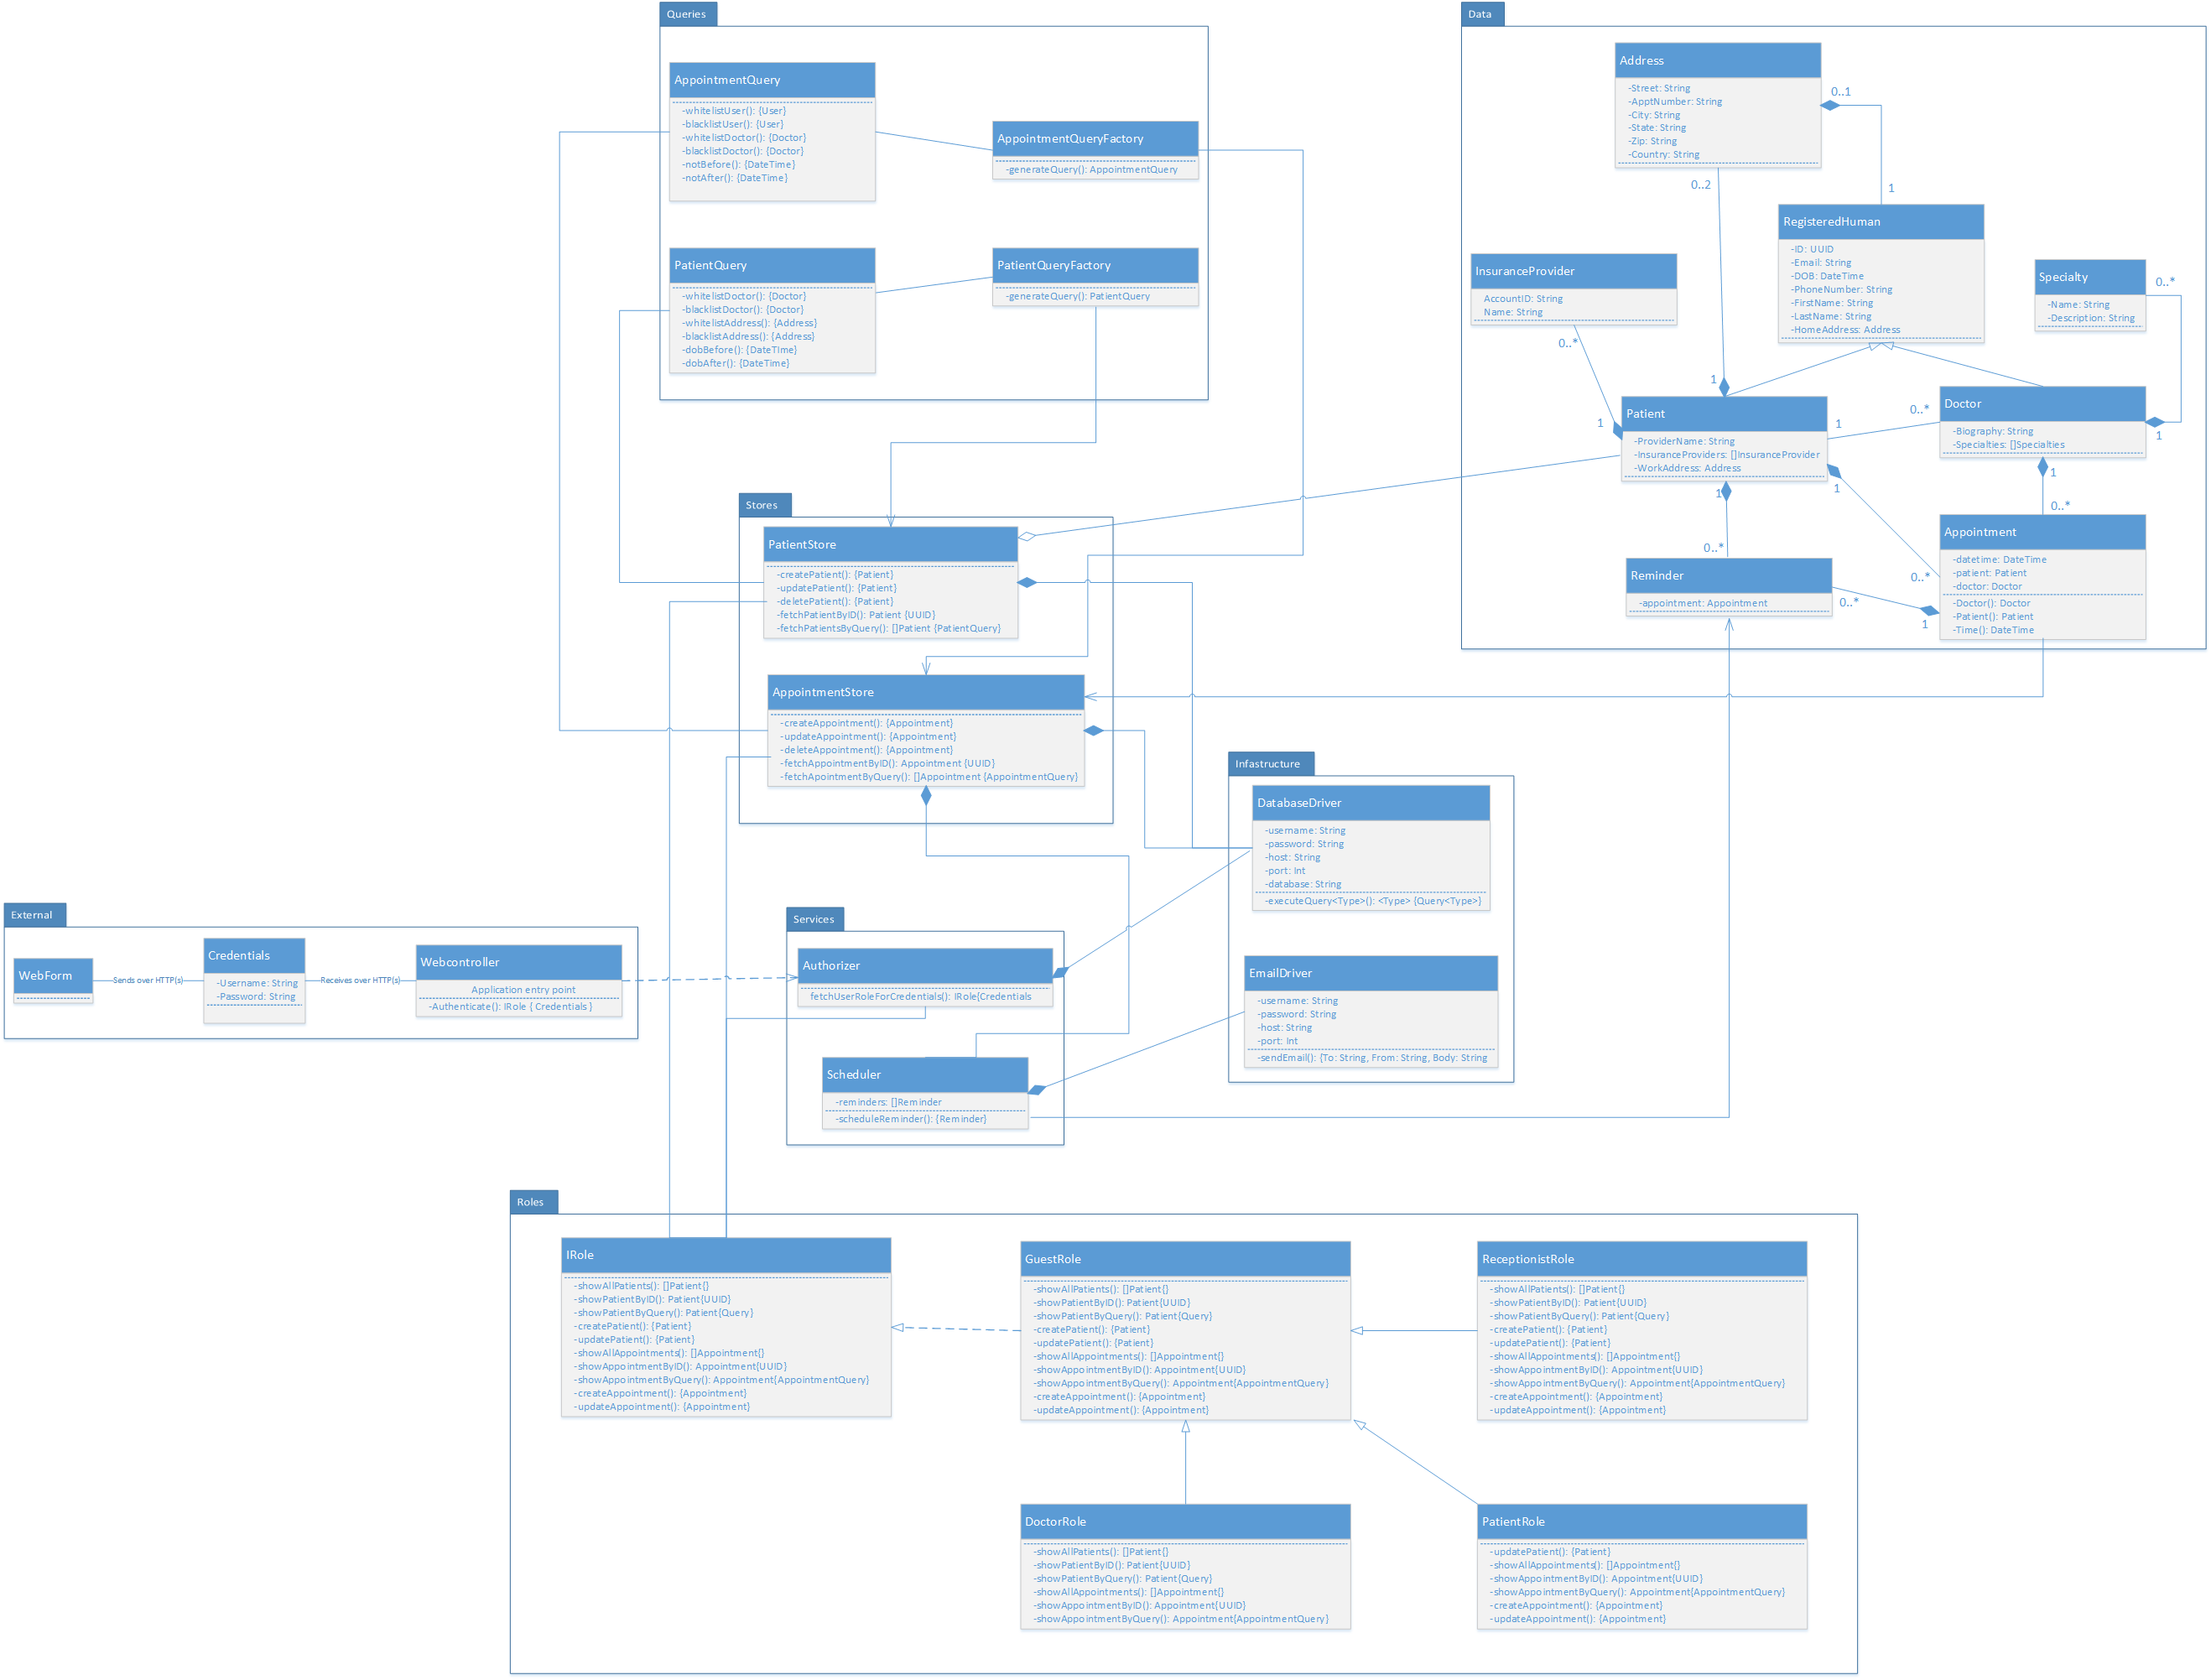 Queries
AppointmentQuery
-whitelistUser(): {User}
-blacklistUser(): {User}
-whitelistDoctor(): {Doctor}
-blacklistDoctor(): {Doctor}
-notBefore(): {DateTime}
-notAfter(): {DateTime}
AppointmentQueryFactory
-generateQuery(): AppointmentQuery
PatientQuery
-whitelistDoctor(): {Doctor}
-blacklistDoctor(): {Doctor}
-whitelistAddress(): {Address}
-blacklistAddress(): {Address}
-dobBefore(): {DateTIme}
-dobAfter(): {DateTime}
PatientQueryFactory
-generateQuery(): PatientQuery
Data
Address
-Street: String
-ApptNumber: String
-City: String
-State: String
-Zip: String
-Country: String
0..1
0..2
1
RegisteredHuman
-ID: UUID
-Email: String
-DOB: DateTime
-PhoneNumber: String
-FirstName: String
-LastName: String
-HomeAddress: Address
InsuranceProvider
AccountID: String
Name: String
0..*
Specialty
-Name: String
-Description: String
0..*
1
1
Patient
-ProviderName: String
-InsuranceProviders: []InsuranceProvider
-WorkAddress: Address
1
0..*
Doctor
-Biography: String
-Specialties: []Specialties
1
1
1
1
0..*
0..*
0..*
Appointment
-datetime: DateTime
-patient: Patient
-doctor: Doctor
-Doctor(): Doctor
-Patient(): Patient
-Time(): DateTime
Reminder
-appointment: Appointment
0..*
1
Stores
PatientStore
-createPatient(): {Patient}
-updatePatient(): {Patient}
-deletePatient(): {Patient}
-fetchPatientByID(): Patient {UUID}
-fetchPatientsByQuery(): []Patient {PatientQuery}
AppointmentStore
-createAppointment(): {Appointment}
-updateAppointment(): {Appointment}
-deleteAppointment(): {Appointment}
-fetchAppointmentByID(): Appointment {UUID}
-fetchApointmentByQuery(): []Appointment {AppointmentQuery}
Infastructure
DatabaseDriver
-username: String
-password: String
-host: String
-port: Int
-database: String
-executeQuery<Type>(): <Type> {Query<Type>}
EmailDriver
-username: String
-password: String
-host: String
-port: Int
-sendEmail(): {To: String, From: String, Body: String
External
WebForm
Sends over HTTP(s)
Credentials
-Username: String
-Password: String
Receives over HTTP(s)
Webcontroller
Application entry point
-Authenticate(): IRole { Credentials }
Services
Authorizer
fetchUserRoleForCredentials(): IRole{Credentials
Scheduler
-reminders: []Reminder
-scheduleReminder(): {Reminder}
Roles
IRole
-showAllPatients(): []Patient{}
-showPatientByID(): Patient{UUID}
-showPatientByQuery(): Patient{Query}
-createPatient(): {Patient}
-updatePatient(): {Patient}
-showAllAppointments(): []Appointment{}
-showAppointmentByID(): Appointment{UUID}
-showAppointmentByQuery(): Appointment{AppointmentQuery}
-createAppointment(): {Appointment}
-updateAppointment(): {Appointment}
GuestRole
-showAllPatients(): []Patient{}
-showPatientByID(): Patient{UUID}
-showPatientByQuery(): Patient{Query}
-createPatient(): {Patient}
-updatePatient(): {Patient}
-showAllAppointments(): []Appointment{}
-showAppointmentByID(): Appointment{UUID}
-showAppointmentByQuery(): Appointment{AppointmentQuery}
-createAppointment(): {Appointment}
-updateAppointment(): {Appointment}
ReceptionistRole
-showAllPatients(): []Patient{}
-showPatientByID(): Patient{UUID}
-showPatientByQuery(): Patient{Query}
-createPatient(): {Patient}
-updatePatient(): {Patient}
-showAllAppointments(): []Appointment{}
-showAppointmentByID(): Appointment{UUID}
-showAppointmentByQuery(): Appointment{AppointmentQuery}
-createAppointment(): {Appointment}
-updateAppointment(): {Appointment}
DoctorRole
-showAllPatients(): []Patient{}
-showPatientByID(): Patient{UUID}
-showPatientByQuery(): Patient{Query}
-showAllAppointments(): []Appointment{}
-showAppointmentByID(): Appointment{UUID}
-showAppointmentByQuery(): Appointment{AppointmentQuery}
PatientRole
-updatePatient(): {Patient}
-showAllAppointments(): []Appointment{}
-showAppointmentByID(): Appointment{UUID}
-showAppointmentByQuery(): Appointment{AppointmentQuery}
-createAppointment(): {Appointment}
-updateAppointment(): {Appointment}